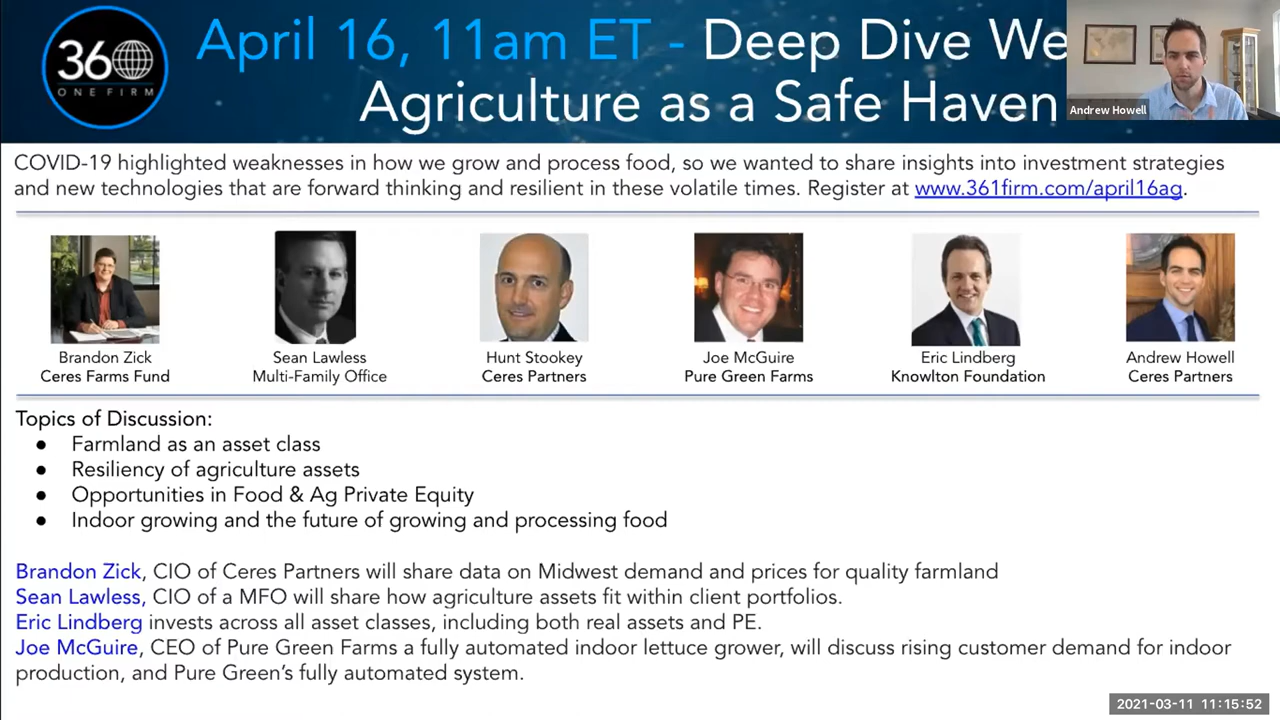 360
ONE FIRM
April 16, 11am ET - Deep Dive We
Agriculture as a Safe Haven
Andrew Howell
COVID-19 highlighted weaknesses in how we grow and process food, so we wanted to share insights into investment strategies
and new technologies that are forward thinking and resilient in these volatile times. Register at www.361firm.com/april16ag.
Brandon Zick
Ceres Farms Fund
Sean Lawless
Multi-Family Office
Hunt Stookey
Ceres Partners
Joe McGuire
Pure Green Farms
Eric Lindberg
Knowlton Foundation
Andrew Howell
Ceres Partners
Topics of Discussion:
● Farmland as an asset class
● Resiliency of agriculture assets
● Opportunities in Food & Ag Private Equity
● Indoor growing and the future of growing and processing food
Brandon Zick, CIO of Ceres Partners will share data on Midwest demand and prices for quality farmland
Sean Lawless, CIO of a MFO will share how agriculture assets fit within client portfolios.
Eric Lindberg invests across all asset classes, including both real assets and PE.
Joe McGuire, CEO of Pure Green Farms a fully automated indoor lettuce grower, will discuss rising customer demand for indoor
production, and Pure Green's fully automated system.
2021-03-11 11:15:52